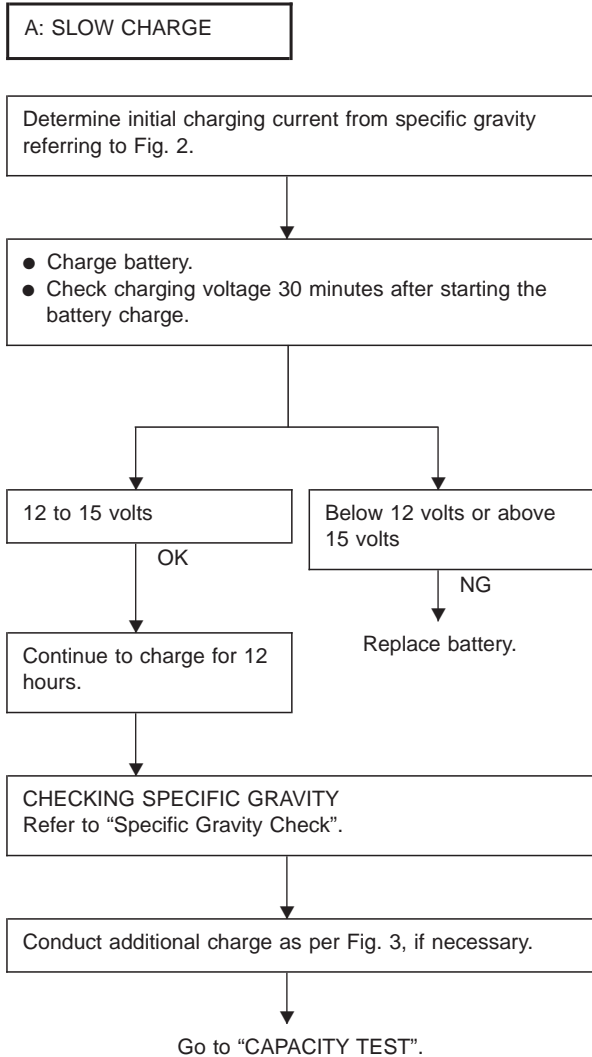 A: SLOW CHARGE
Determine initial charging current from specific gravity
referring to Fig. 2.
● Charge battery.
● Check charging voltage 30 minutes after starting the
battery charge.
12 to 15 volts
Below 12 volts or above
15 volts
OK
NG
Replace battery.
Continue to charge for 12
hours.
CHECKING SPECIFIC GRAVITY
Refer to “Specific Gravity Check”.
Conduct additional charge as per Fig. 3, if necessary.
Go to “CAPACITY TEST”.